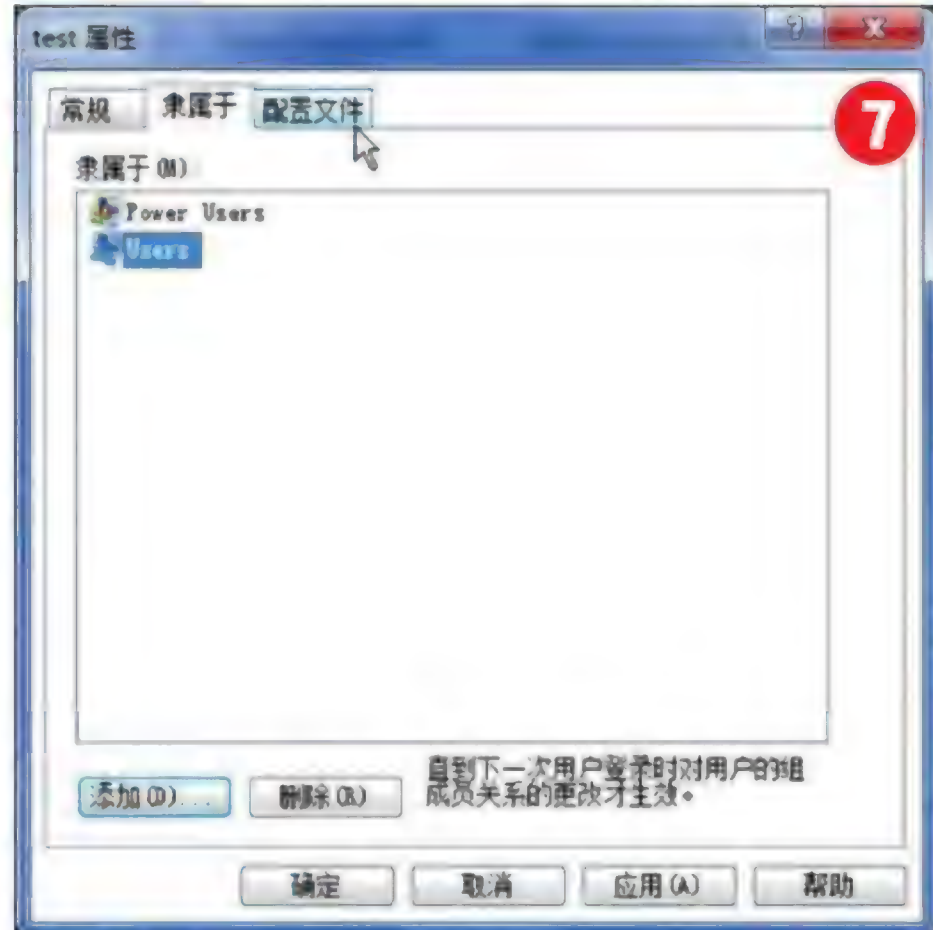 test 属性
7
常规 隶属于 配置文件
隶属于(M)
Power Users
Users
直到下一次用户登录时对用户的组
添加(D)... 删除(R) 成员关系的更改才生效。
确定 取消 应用(A) 帮助